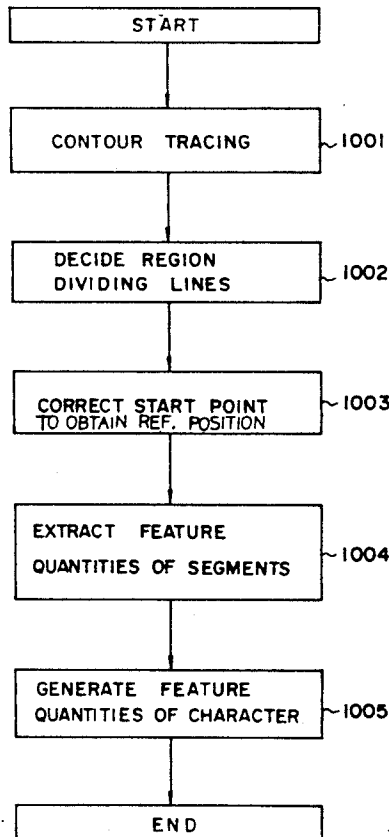 START
CONTOUR TRACING
1001
DECIDE REGION
DIVIDING LINES
1002
CORRECT START POINT
TO OBTAIN REF. POSITION
1003
EXTRACT FEATURE
QUANTITIES OF SEGMENTS
1004
GENERATE FEATURE
QUANTITIES OF CHARACTER
1005
END